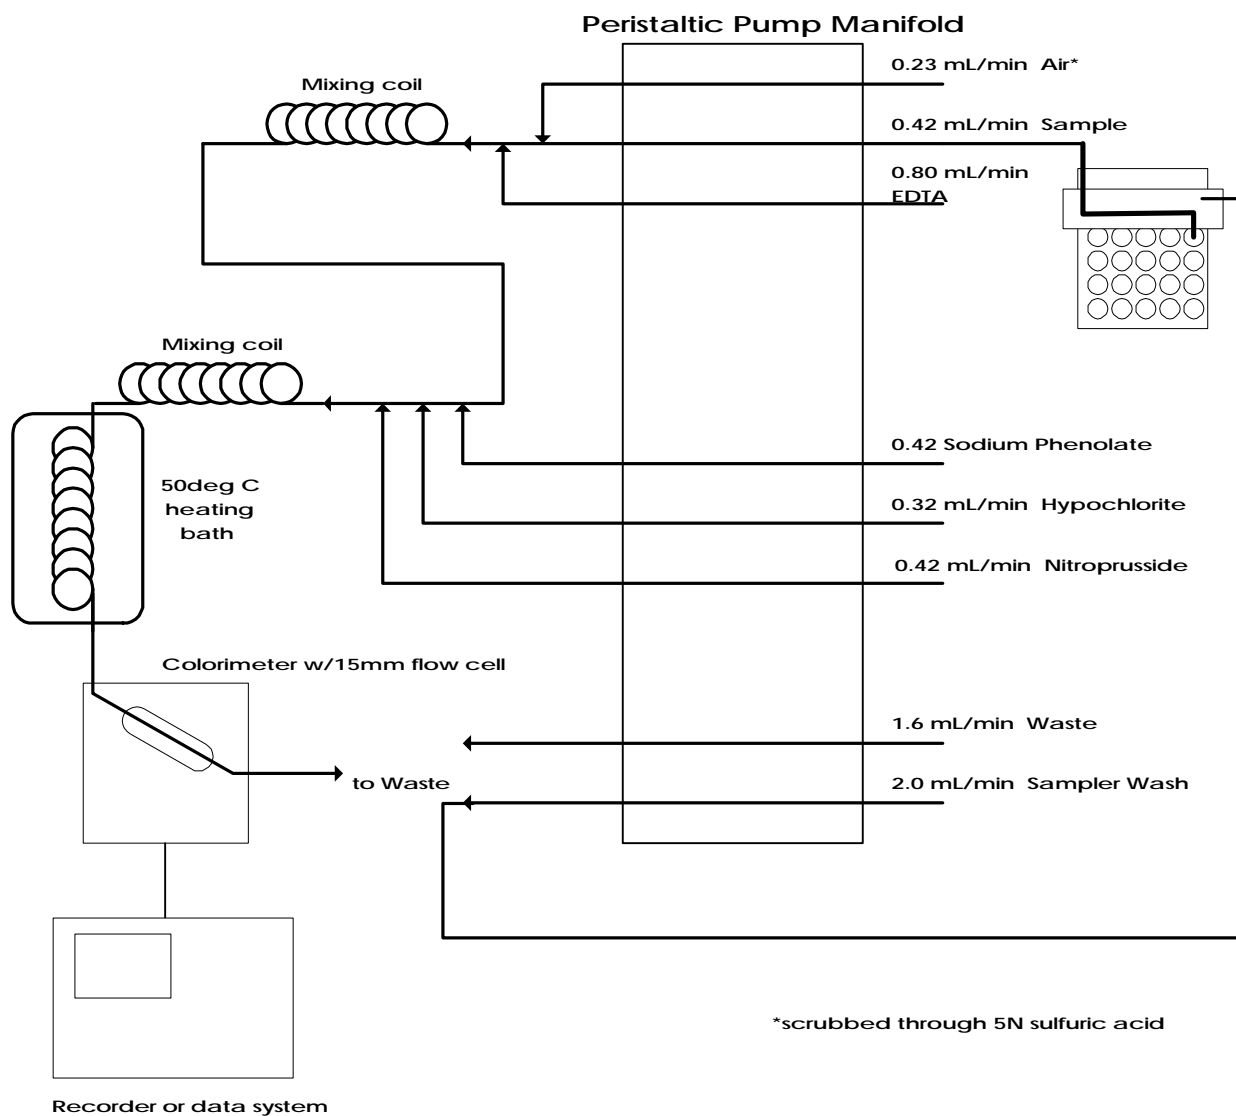 Peristaltic Pump Manifold
0.23 mL/min Air*
Mixing coil
0.42 mL/min Sample
0.80 mL/min
EDTA
Mixing coil
0.42 Sodium Phenolate
50deg C
heating
bath
0.32 mL/min Hypochlorite
0.42 mL/min Nitroprusside
Colorimeter w/15mm flow cell
1.6 mL/min Waste
to Waste
2.0 mL/min Sampler Wash
*scrubbed through 5N sulfuric acid
Recorder or data system